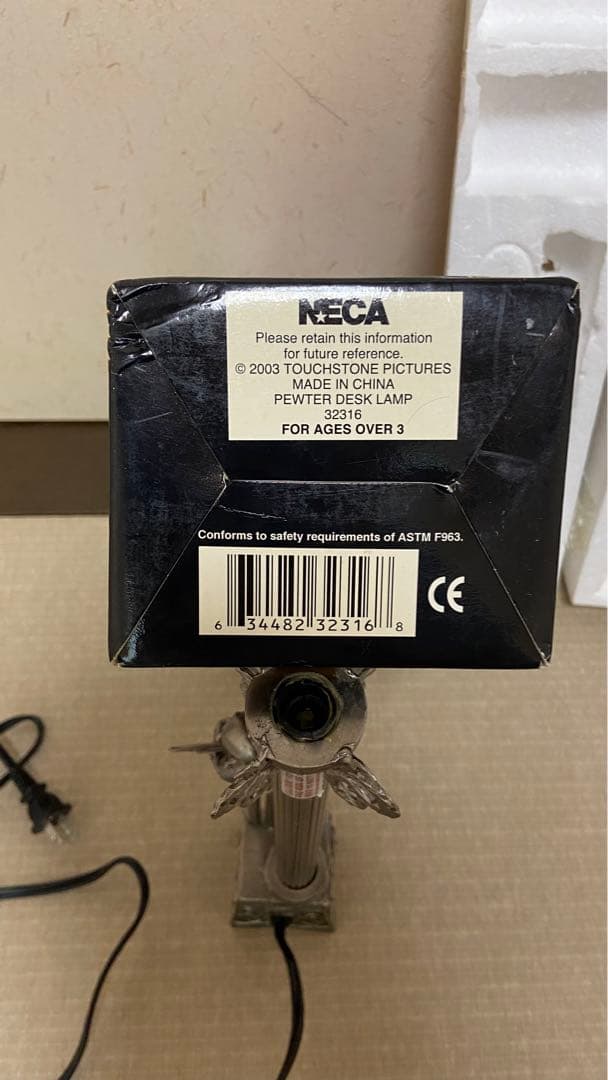 NECA
Please retain this information
for future reference.
© 2003 TOUCHSTONE PICTURES
MADE IN CHINA
PEWTER DESK LAMP
32316
FOR AGES OVER 3
Conforms to safety requirements of ASTM F963.
CE
6 34482 32316 8